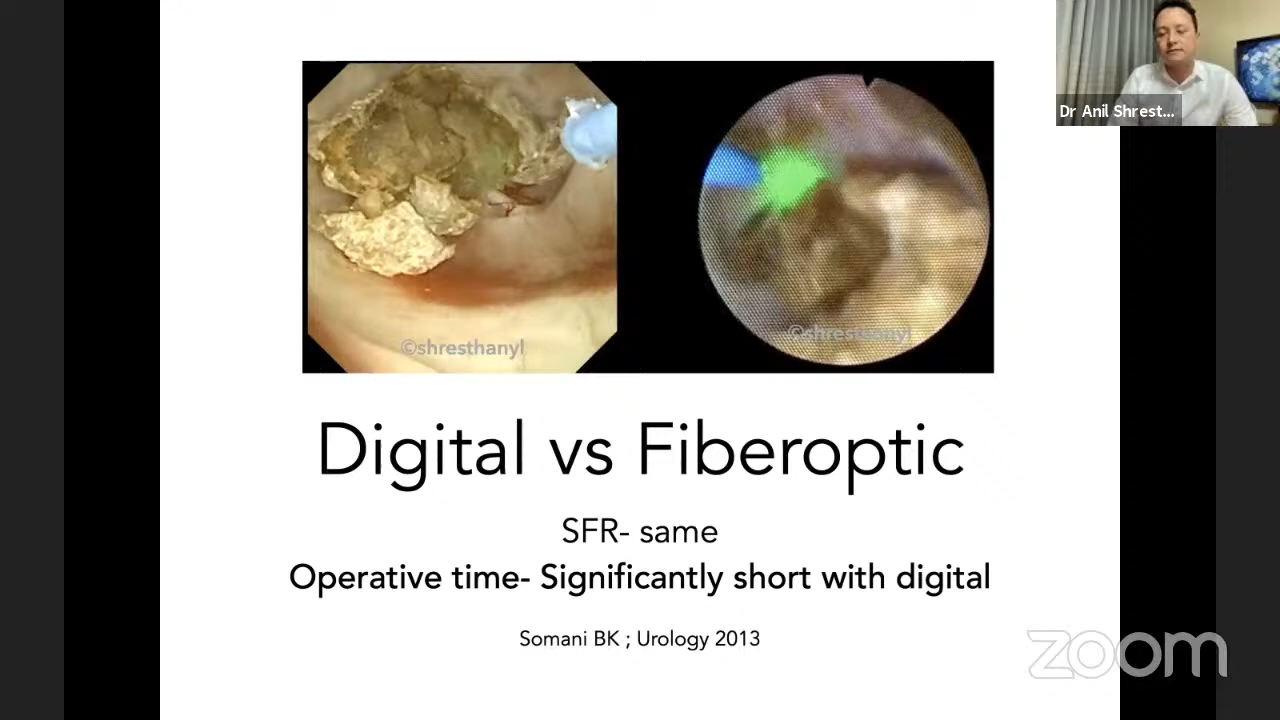 Dr Anil Shrest...
©shresthanyl
©shresthanyl
Digital vs Fiberoptic
SFR- same
Operative time- Significantly short with digital
Somani BK ; Urology 2013
zoom